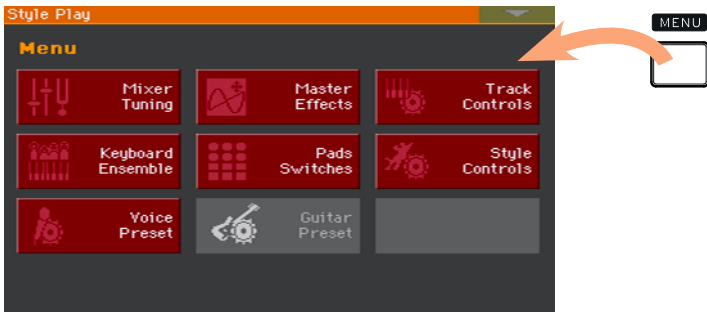 Style Play
MENU
Menu
Mixer
Tuning
Master
Effects
Track
Controls
Keyboard
Ensemble
Pads
Switches
Style
Controls
Voice
Preset
Guitar
Preset